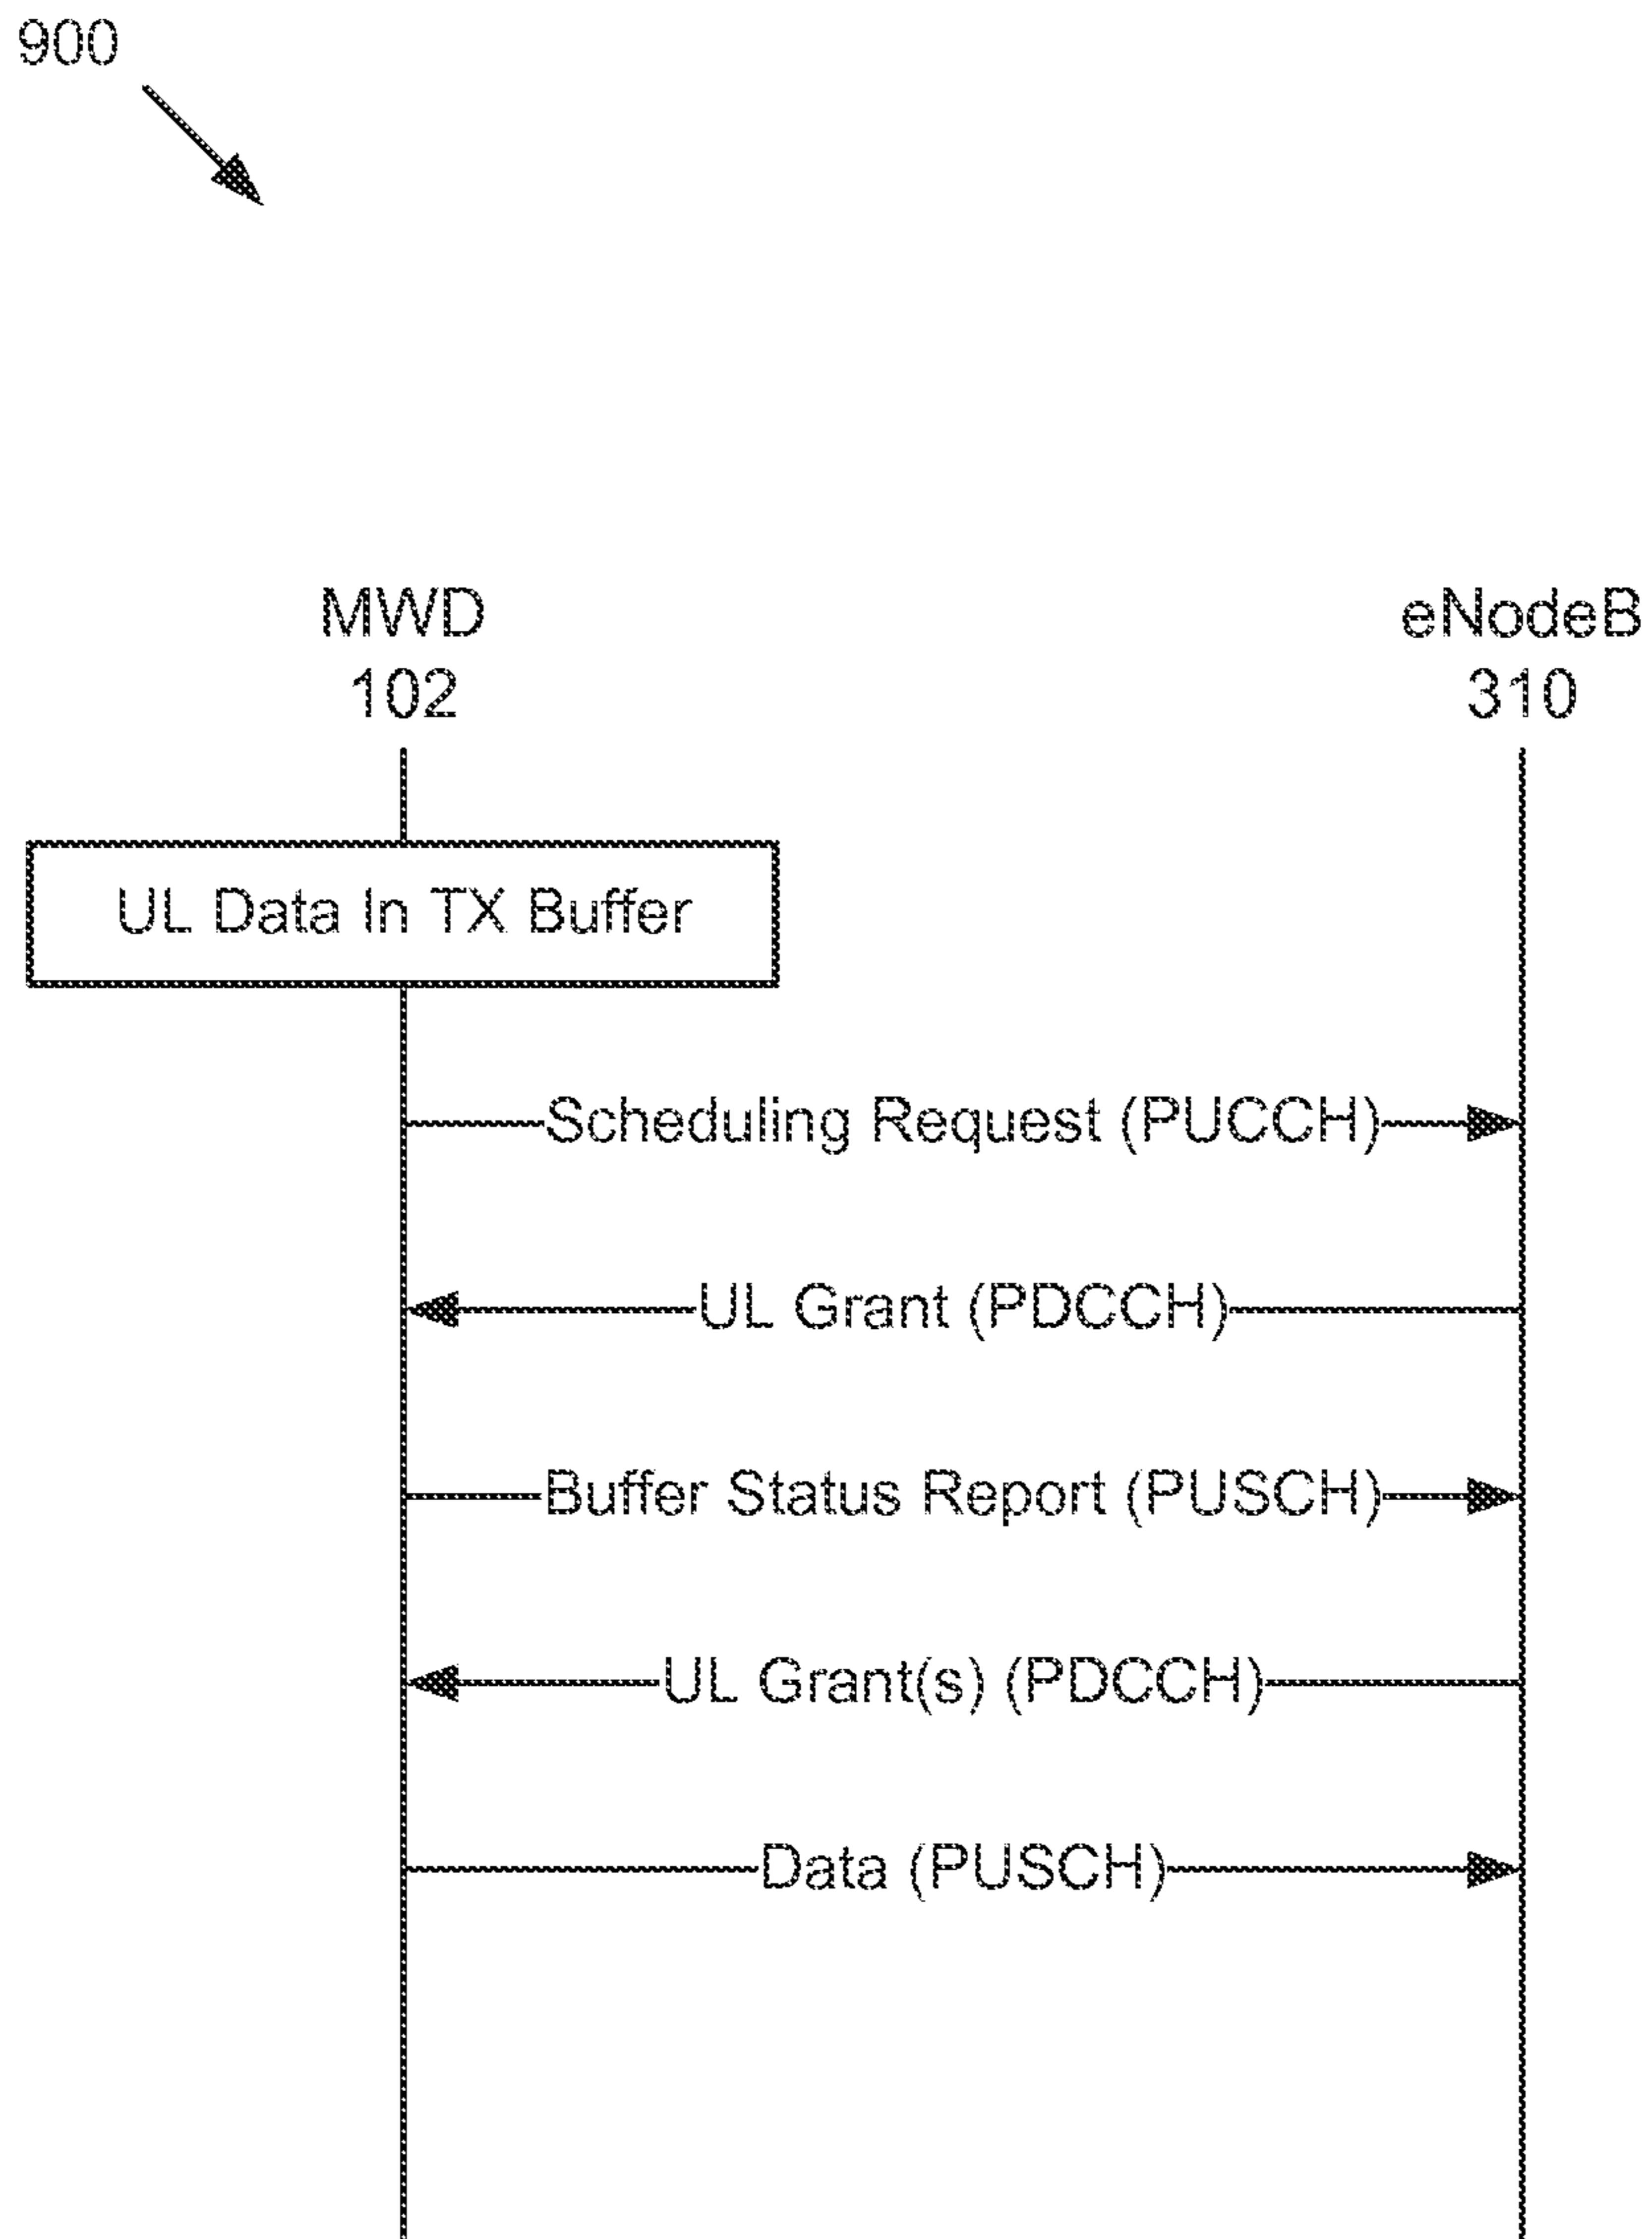 900
MWD
102
eNodeB
310
UL Data In TX Buffer
Scheduling Request (PUCCH)
UL Grant (PDCCH)
Buffer Status Report (PUSCH)
UL Grant(s) (PDCCH)
Data (PUSCH)